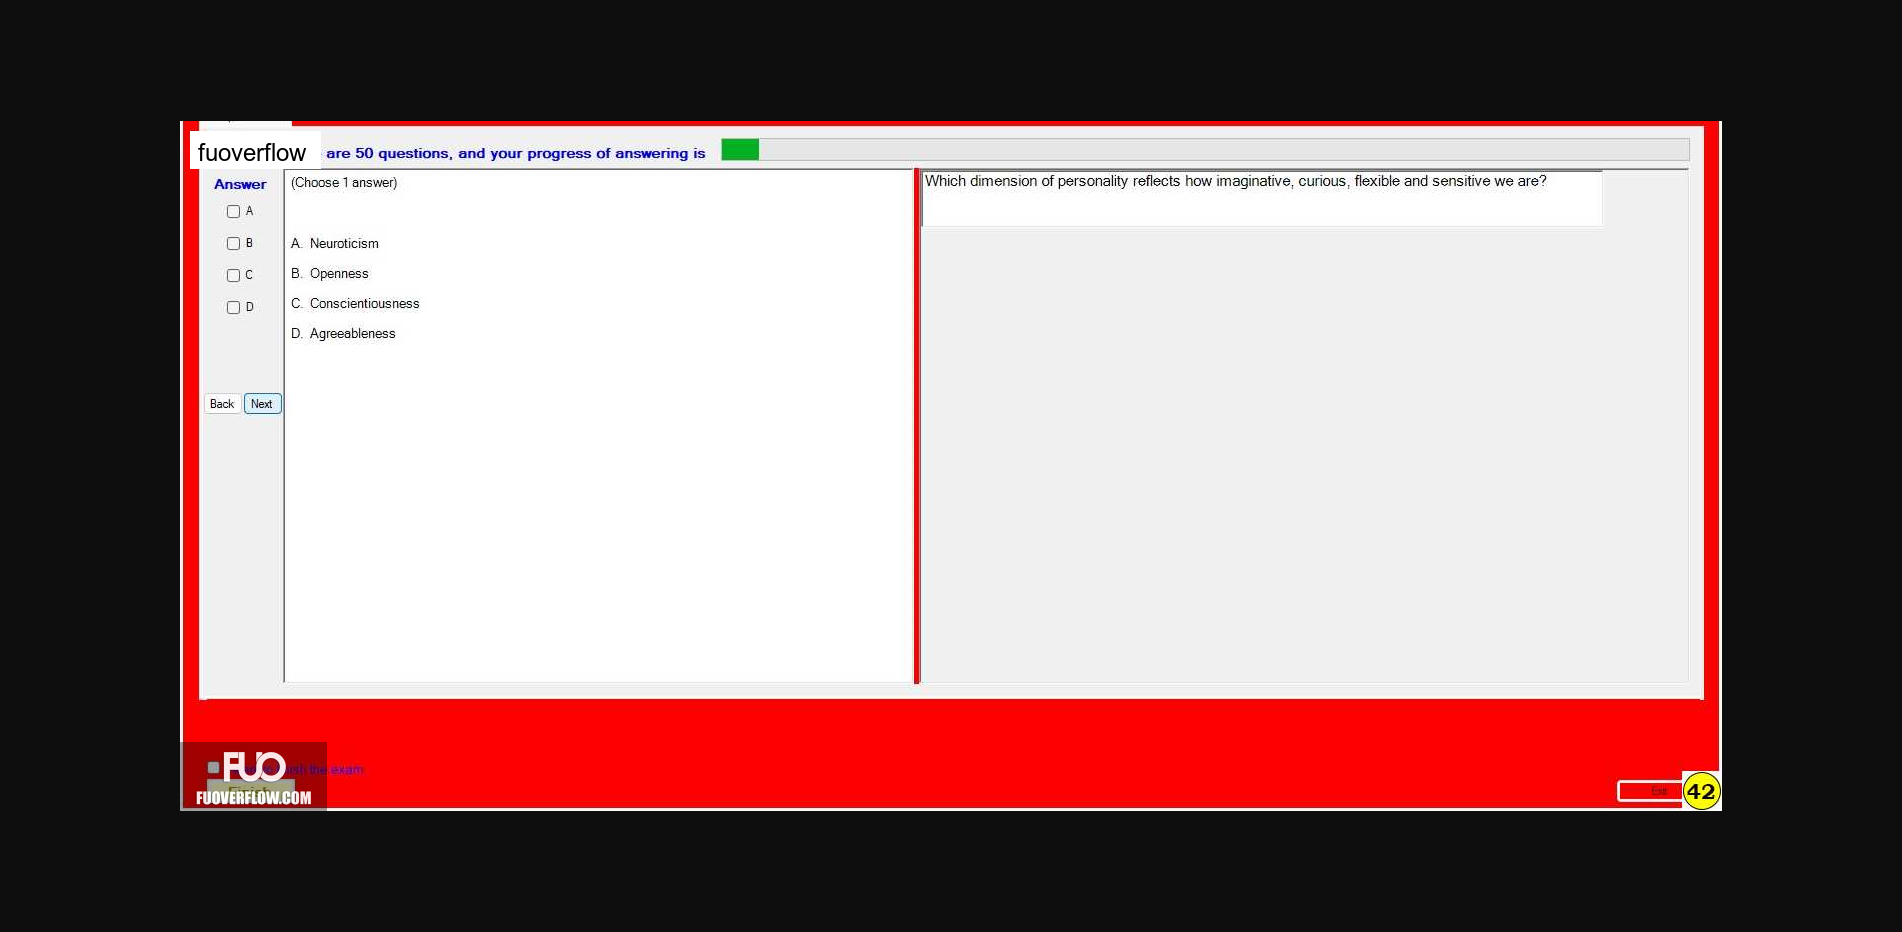 fuoverflow are 50 questions, and your progress of answering is
Answer
(Choose 1 answer)
Which dimension of personality reflects how imaginative, curious, flexible and sensitive we are?
A
B
C
D
A. Neuroticism
B. Openness
C. Conscientiousness
D. Agreeableness
Back Next
FUO
the exam
Finish
FUOVERFLOW.COM
Exit
42